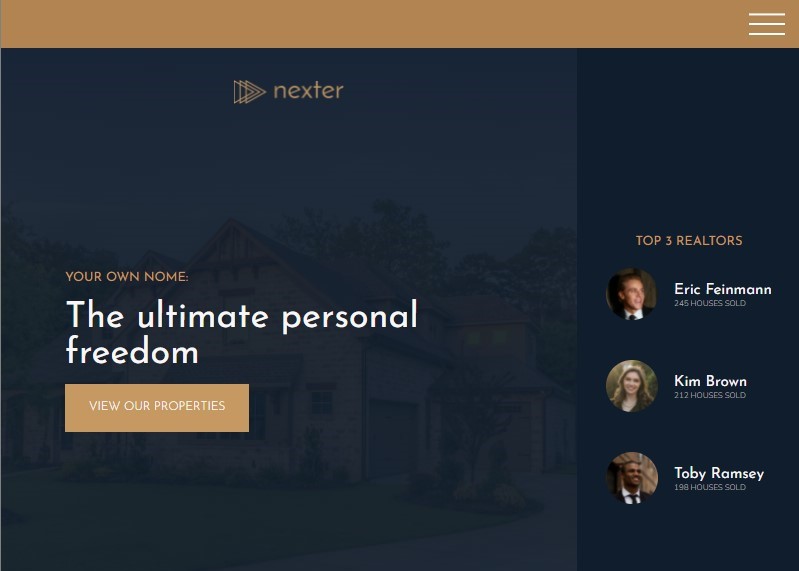 nexter
YOUR OWN NOME:
The ultimate personal
freedom
VIEW OUR PROPERTIES
TOP 3 REALTORS
Eric Feinmann
245 HOUSES SOLD
Kim Brown
212 HOUSES SOLD
Toby Ramsey
198 HOUSES SOLD